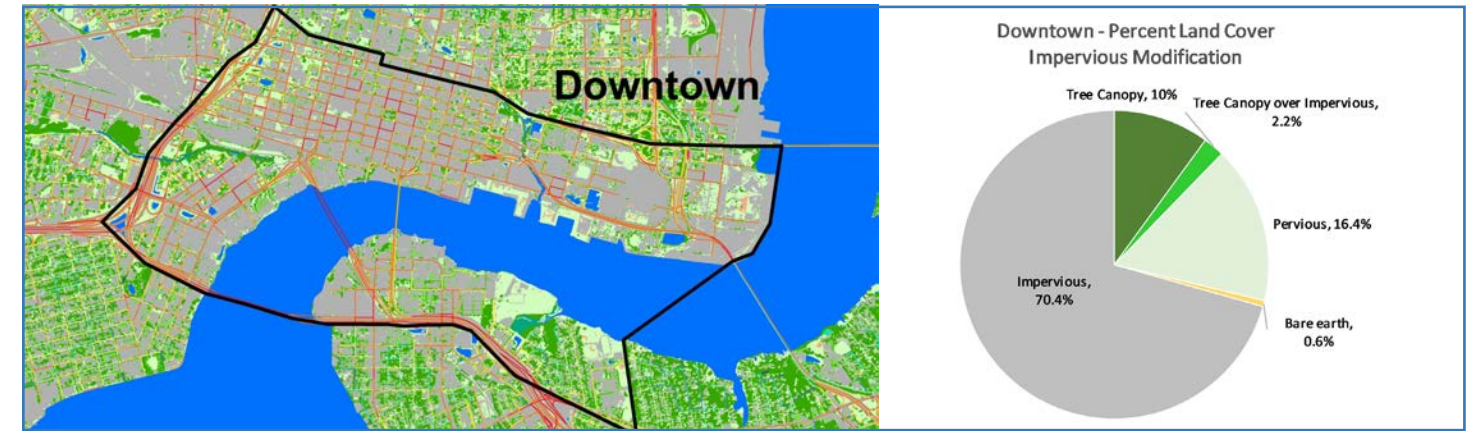 Downtown
Downtown - Percent Land Cover
Impervious Modification
Tree Canopy, 10%
Tree Canopy over Impervious,
2.2%
Pervious, 16.4%
Impervious,
70.4%
Bare earth,
0.6%